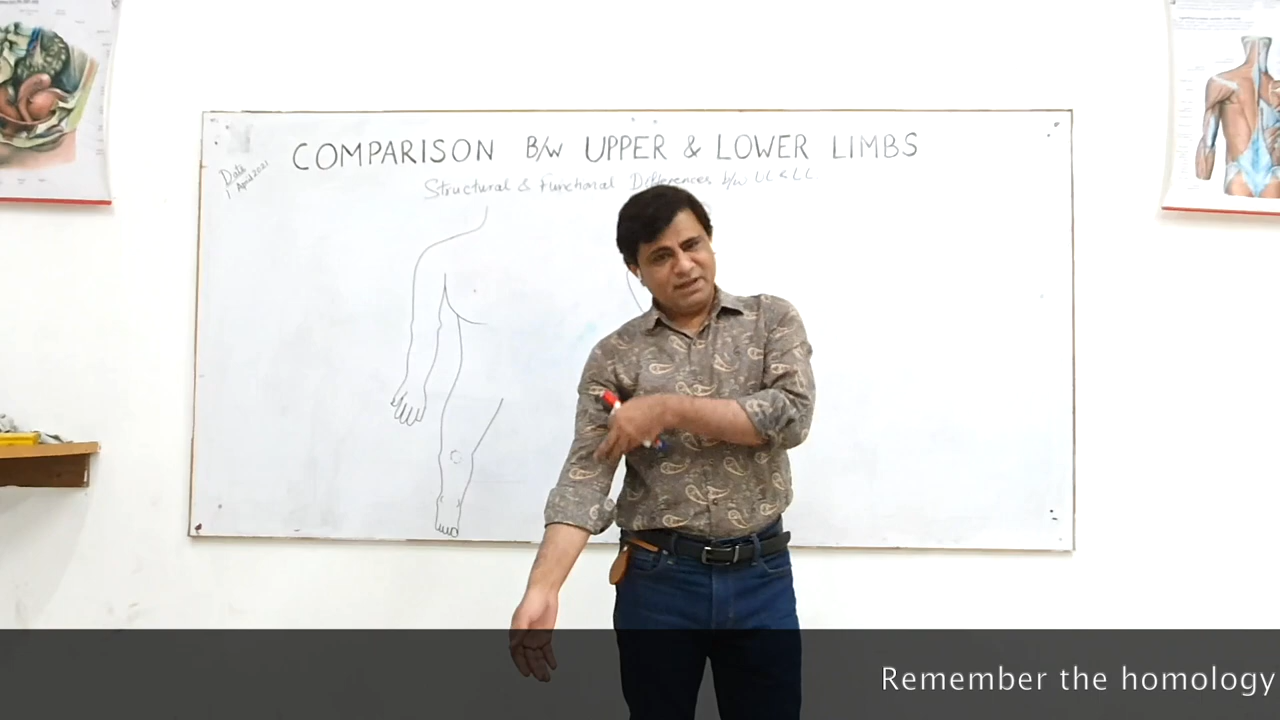 COMPARISON B/W UPPER & LOWER LIMBS
Date
1 April 2021
Structural & Functional Differences b/w UL & LL
Remember the homology